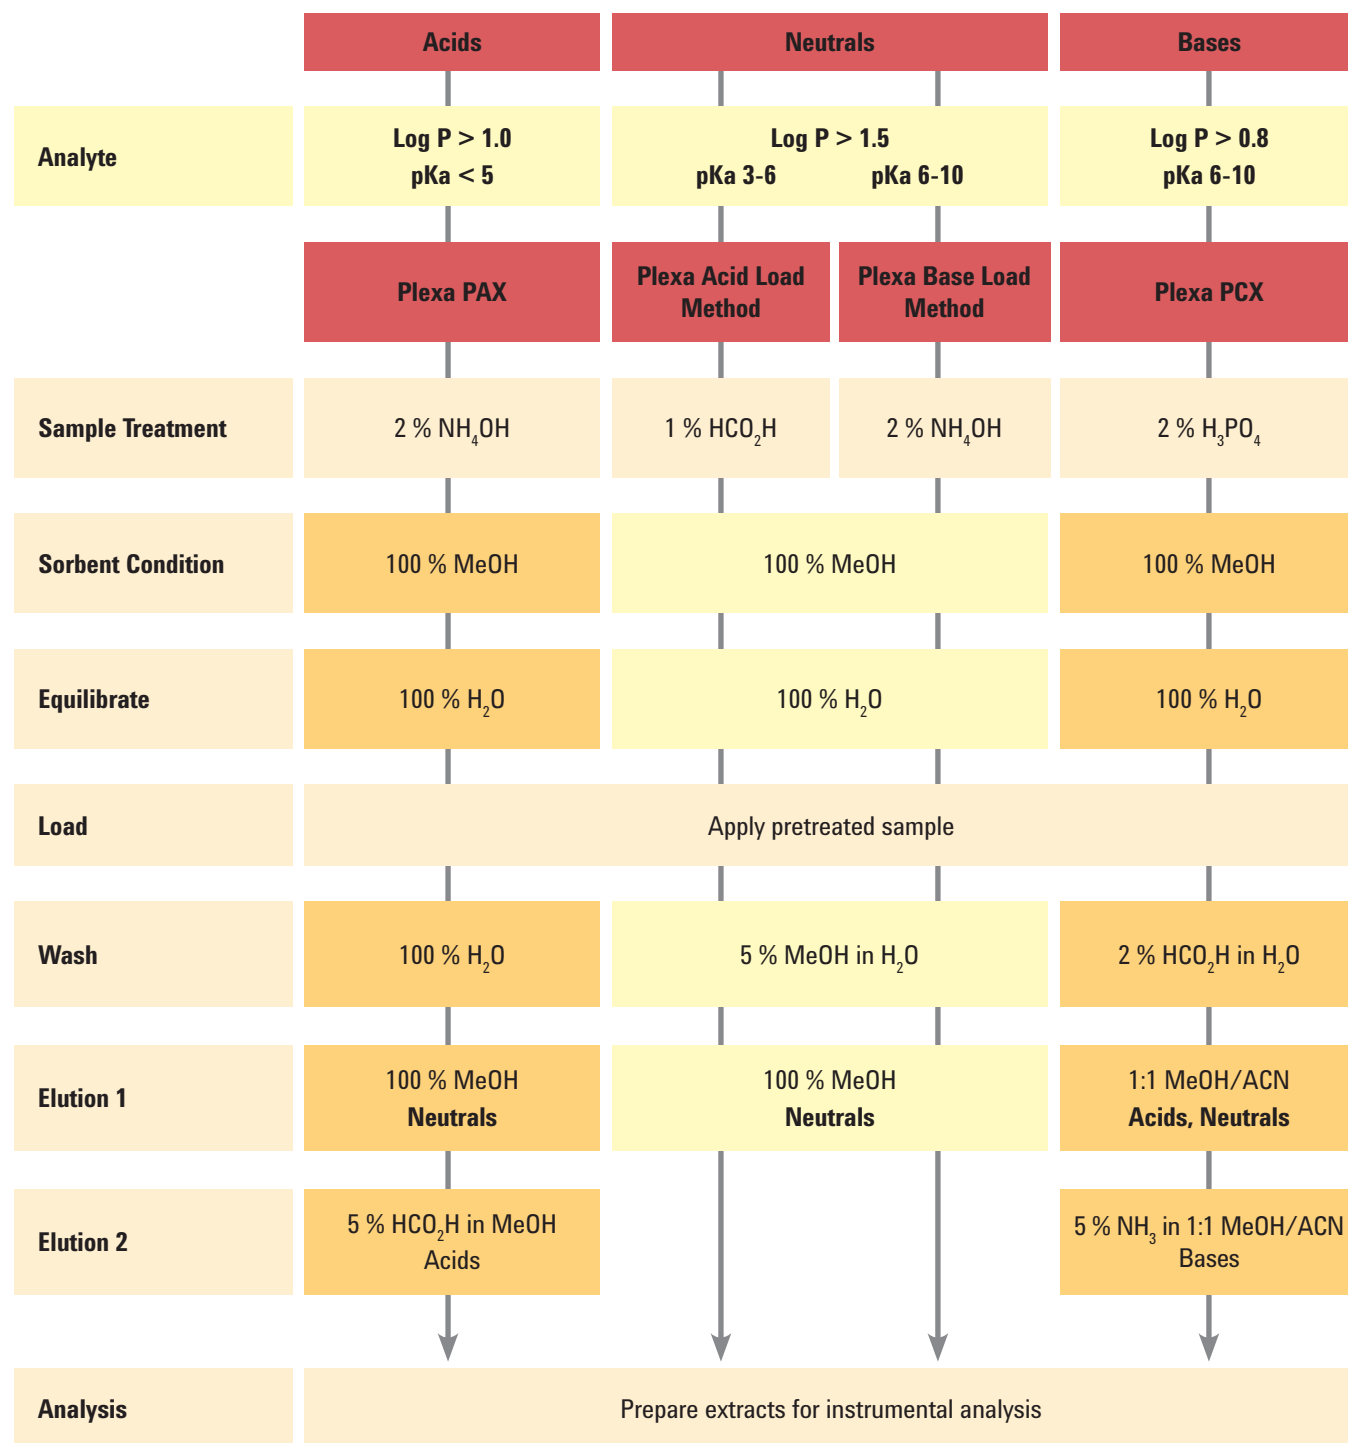 Acids
Neutrals
Bases
Analyte
Log P > 1.0
pKa < 5
Log P > 1.5
pKa 3-6
pKa 6-10
Log P > 0.8
pKa 6-10
Plexa PAX
Plexa Acid Load
Method
Plexa Base Load
Method
Plexa PCX
Sample Treatment
2 % NH₄OH
1 % HCO₂H
2 % NH₄OH
2 % H₃PO₄
Sorbent Condition
100 % MeOH
100 % MeOH
100 % MeOH
Equilibrate
100 % H₂O
100 % H₂O
100 % H₂O
Load
Apply pretreated sample
Wash
100 % H₂O
5 % MeOH in H₂O
2 % HCO₂H in H₂O
Elution 1
100 % MeOH
Neutrals
100 % MeOH
Neutrals
1:1 MeOH/ACN
Acids, Neutrals
Elution 2
5 % HCO₂H in MeOH
Acids
5 % NH₃ in 1:1 MeOH/ACN
Bases
Analysis
Prepare extracts for instrumental analysis